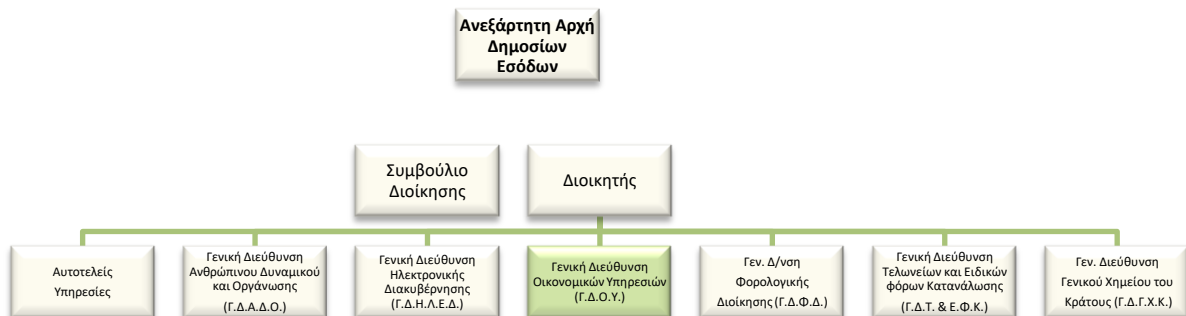 Ανεξάρτητη Αρχή
Δημοσίων
Εσόδων
Συμβούλιο
Διοίκησης
Διοικητής
Αυτοτελείς
Υπηρεσίες
Γενική Διεύθυνση
Ανθρώπινου Δυναμικού
και Οργάνωσης
(Γ.Δ.Α.Δ.Ο.)
Γενική Διεύθυνση
Ηλεκτρονικής
Διακυβέρνησης
(Γ.Δ.Η.Λ.Ε.Δ.)
Γενική Διεύθυνση
Οικονομικών Υπηρεσιών
(Γ.Δ.Ο.Υ.)
Γεν. Δ/νση
Φορολογικής
Διοίκησης (Γ.Δ.Φ.Δ.)
Γενική Διεύθυνση
Τελωνείων και Ειδικών
φόρων Κατανάλωσης
(Γ.Δ.Τ. & Ε.Φ.Κ.)
Γεν. Διεύθυνση
Γενικού Χημείου του
Κράτους (Γ.Δ.Γ.Χ.Κ.)